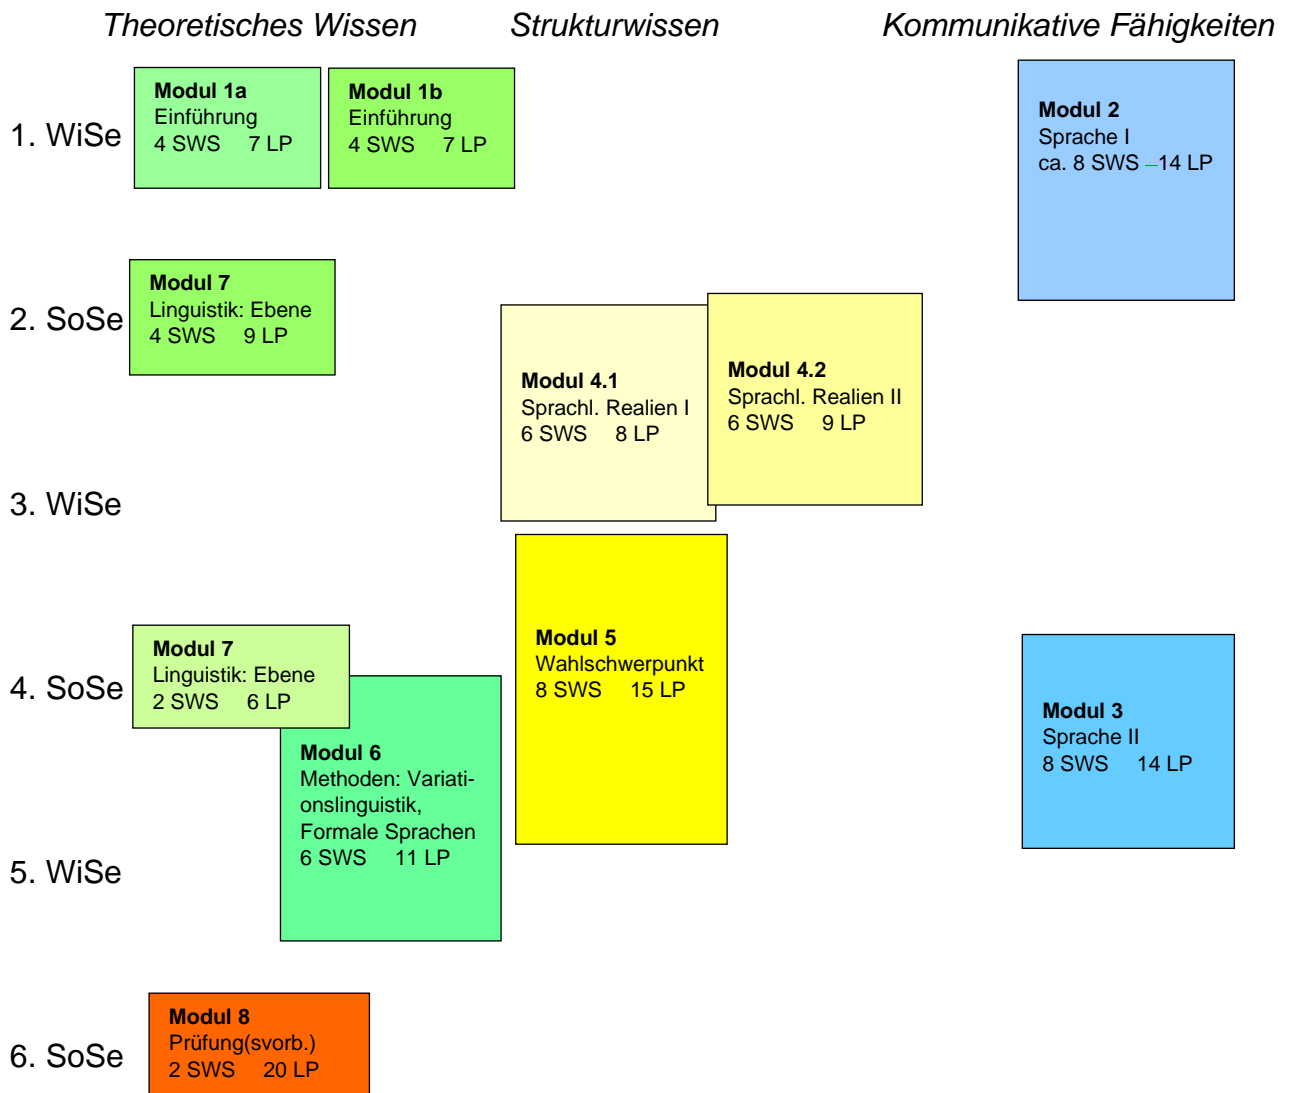 Theoretisches Wissen
Strukturwissen
Kommunikative Fähigkeiten
1. WiSe
Modul 1a
Einführung
4 SWS 7 LP
Modul 1b
Einführung
4 SWS 7 LP
Modul 2
Sprache I
ca. 8 SWS –14 LP
2. SoSe
Modul 7
Linguistik: Ebene
4 SWS 9 LP
Modul 4.1
Sprachl. Realien I
6 SWS 8 LP
Modul 4.2
Sprachl. Realien II
6 SWS 9 LP
3. WiSe
4. SoSe
Modul 7
Linguistik: Ebene
2 SWS 6 LP
Modul 6
Methoden: Variati-
onslinguistik,
Formale Sprachen
6 SWS 11 LP
Modul 5
Wahlschwerpunkt
8 SWS 15 LP
Modul 3
Sprache II
8 SWS 14 LP
5. WiSe
6. SoSe
Modul 8
Prüfung(svorb.)
2 SWS 20 LP